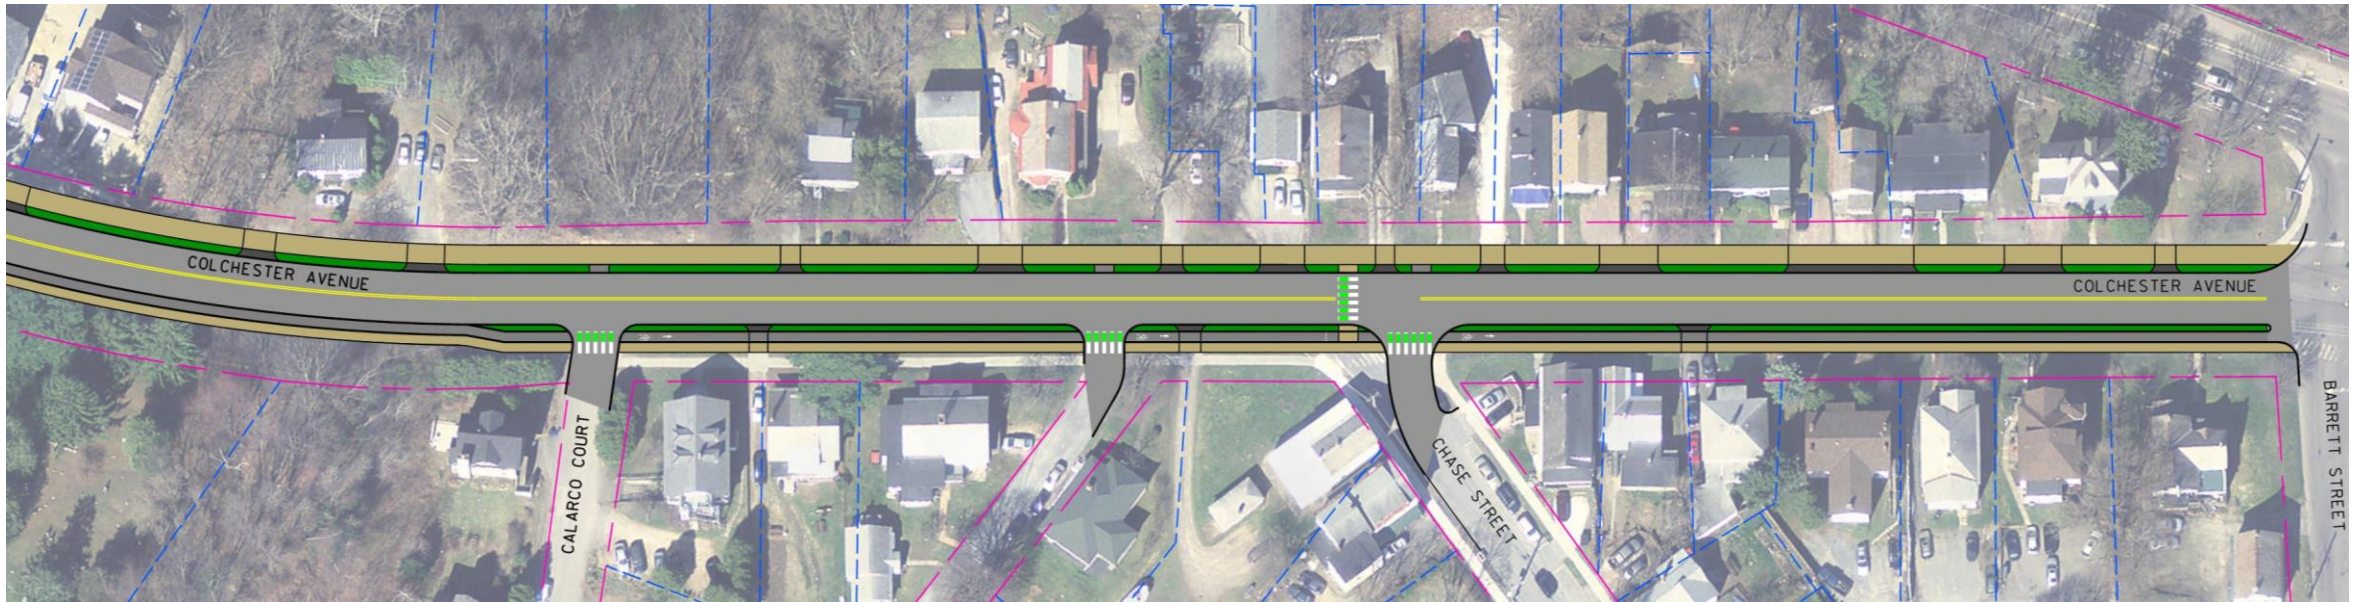 COLCHESTER AVENUE
COLCHESTER AVENUE
CALARCO COURT
CHASE STREET
BARRETT STREET